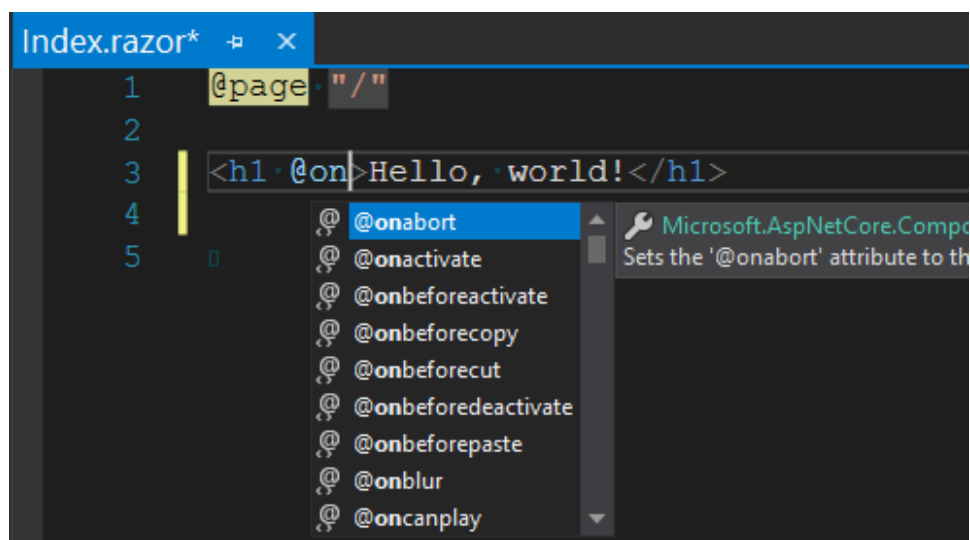 Index.razor*
1 @page "/"
2
3 <h1 @on>Hello, world!</h1>
4
5
@onabort
@onactivate
@onbeforeactivate
@onbeforecopy
@onbeforecut
@onbeforedeactivate
@onbeforepaste
@onblur
@oncanplay
Microsoft.AspNetCore.Compo
Sets the '@onabort' attribute to th